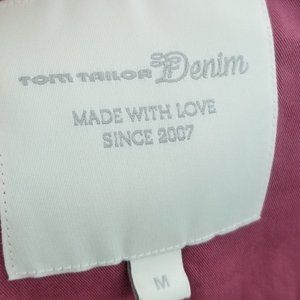 TOM TAILOR Denim
MADE WITH LOVE
SINCE 2007
M